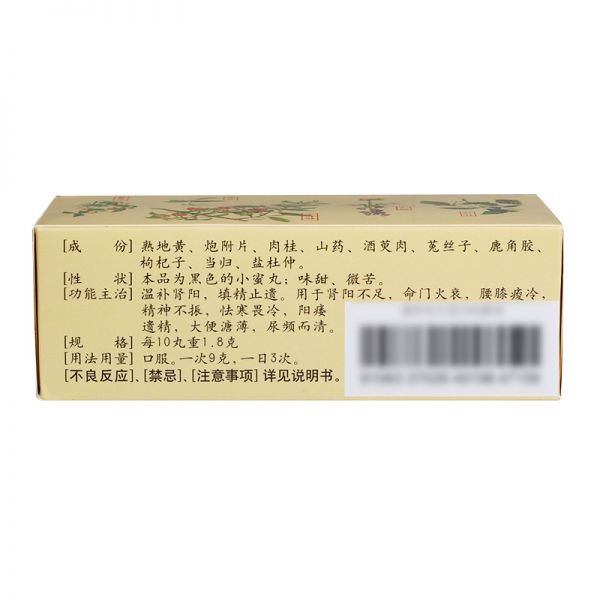 [成份]熟地黄、炮附片、肉桂、山药、酒萸肉、菟丝子、鹿角胶、
枸杞子、当归、盐杜仲。
[性状]本品为黑色的小蜜丸；味甜、微苦。
[功能主治]温补肾阳，填精止遗。用于肾阳不足，命门火衰，腰膝疲冷，
精神不振，怯寒畏冷，阳痿
遗精，大便溏薄，尿频而清。
[规格]每10丸重1.8克
[用法用量]口服。一次9克，一日3次。
[不良反应]、[禁忌]、[注意事项]详见说明书。